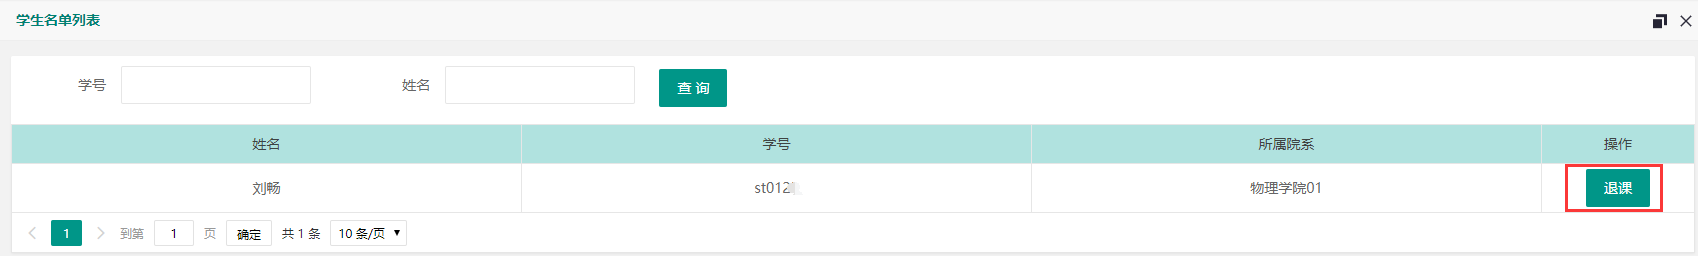 学生名单列表
学号 姓名 查 询
姓名 学号 所属院系 操作
刘畅 st012 物理学院01 退课
1 到第 1 页 确定 共 1 条 10 条/页